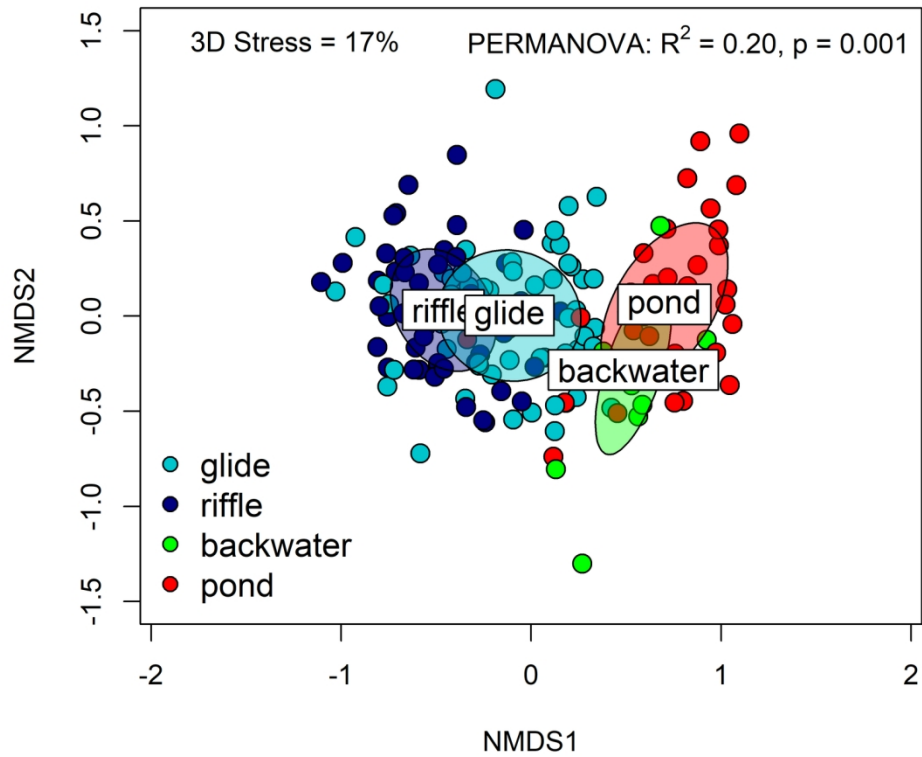 3D Stress = 17%
PERMANOVA: R² = 0.20, p = 0.001
1.5
1.0
0.5
0.0
-0.5
-1.0
-1.5
NMDS2
riffle
glide
pond
backwater
glide
riffle
backwater
pond
-2 -1 0 1 2
NMDS1